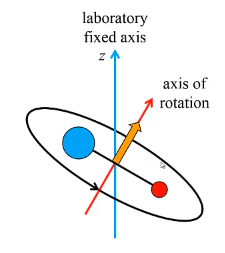 laboratory
fixed axis
z
axis of
rotation